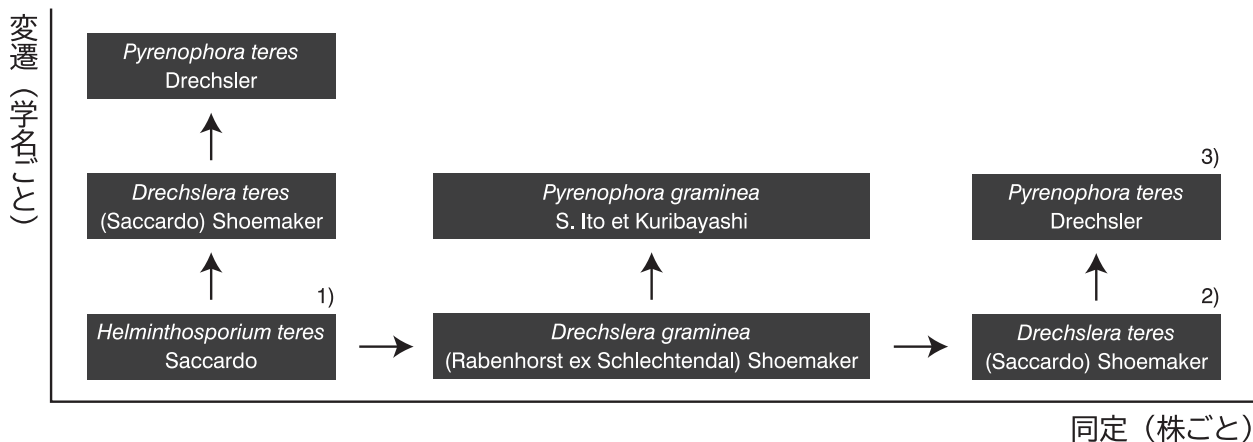 変遷（学名ごと）
Pyrenophora teres
Drechsler
Drechslera teres
(Saccardo) Shoemaker
1)
Helminthosporium teres
Saccardo
Pyrenophora graminea
S. Ito et Kuribayashi
Drechslera graminea
(Rabenhorst ex Schlechtendal) Shoemaker
3)
Pyrenophora teres
Drechsler
2)
Drechslera teres
(Saccardo) Shoemaker
同定（株ごと）